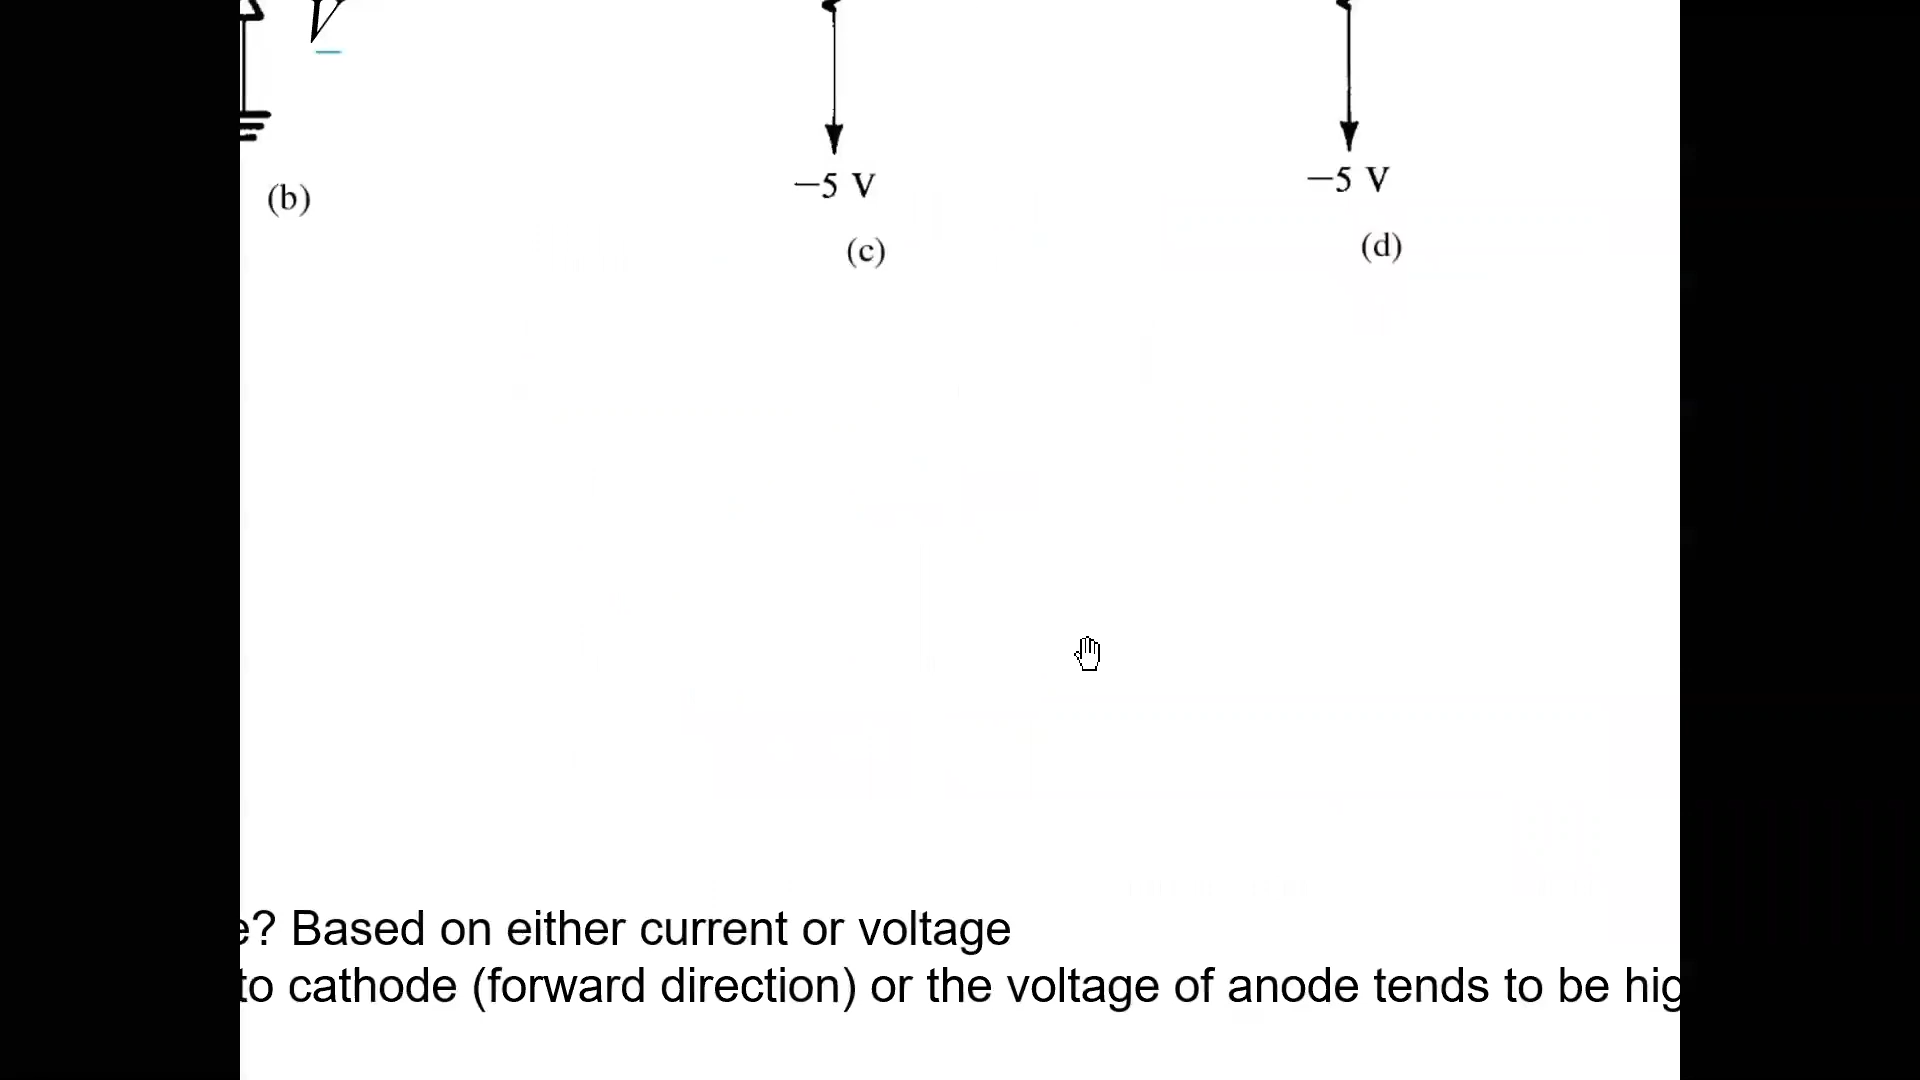 V
−5 V
−5 V
(b)
(c)
(d)
e? Based on either current or voltage
to cathode (forward direction) or the voltage of anode tends to be hig